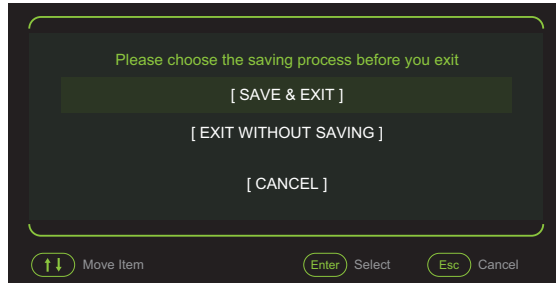 Please choose the saving process before you exit
[ SAVE & EXIT ]
[ EXIT WITHOUT SAVING ]
[ CANCEL ]
↑↓ Move Item Enter Select Esc Cancel